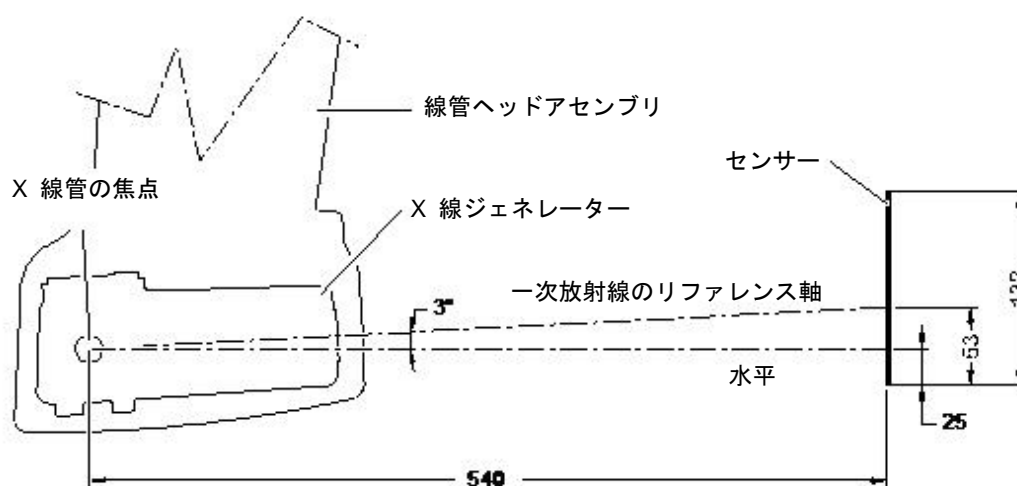 線管ヘッドアセンブリ
センサー
X 線管の焦点
X 線ジェネレーター
一次放射線のリファレンス軸
3°
53
水平
25
540